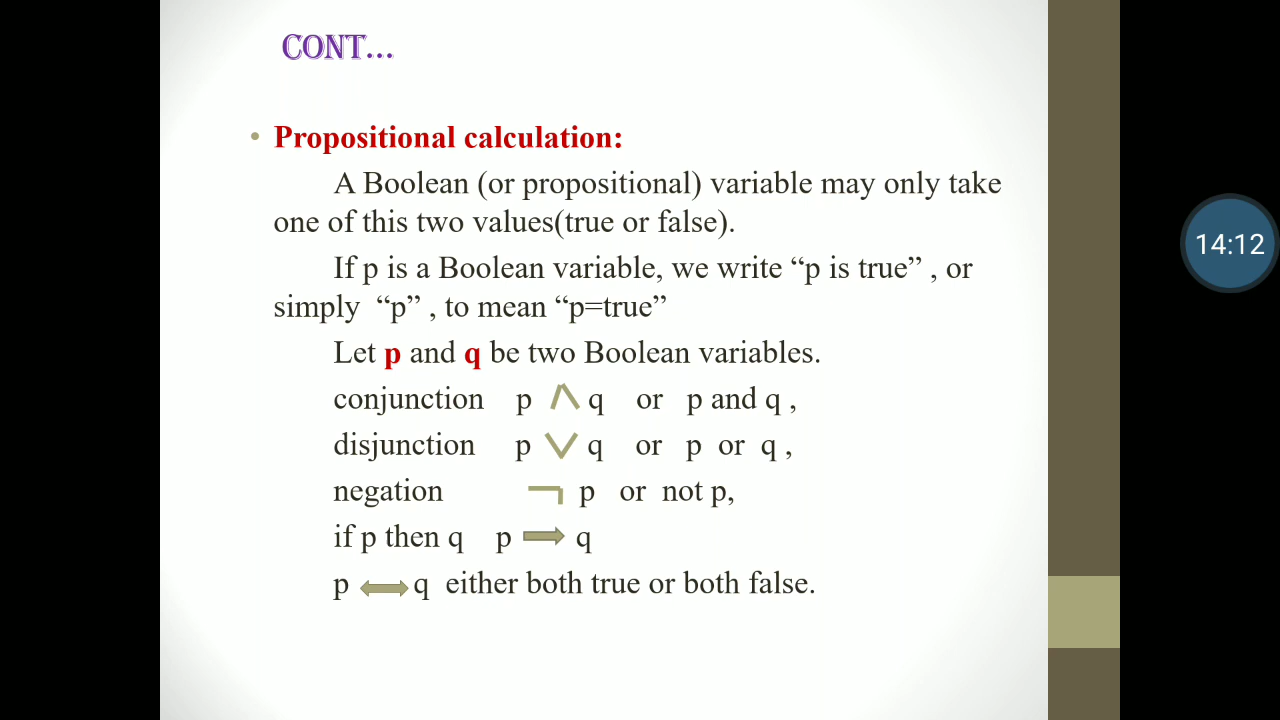 CONT...
• Propositional calculation:
A Boolean (or propositional) variable may only take
one of this two values(true or false).
If p is a Boolean variable, we write “p is true” , or
simply “p” , to mean “p=true”
Let p and q be two Boolean variables.
conjunction p ∧ q or p and q ,
disjunction p ∨ q or p or q ,
negation ¬ p or not p,
if p then q p ⇒ q
p ⇔ q either both true or both false.
14:12